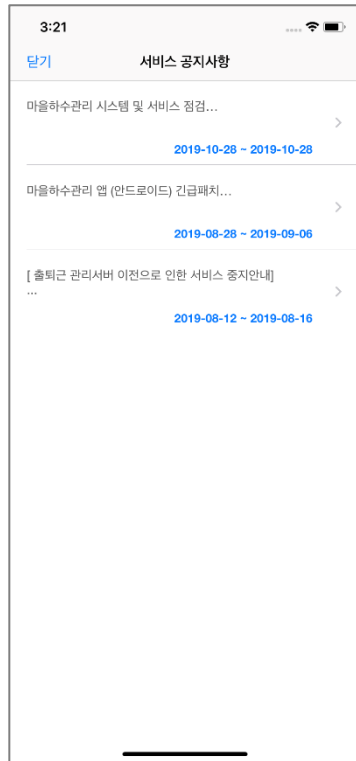 3:21
닫기 서비스 공지사항
마을하수관리 시스템 및 서비스 점검...
2019-10-28 ~ 2019-10-28
마을하수관리 앱 (안드로이드) 긴급패치...
2019-08-28 ~ 2019-09-06
[ 출퇴근 관리서버 이전으로 인한 서비스 중지안내]
...
2019-08-12 ~ 2019-08-16